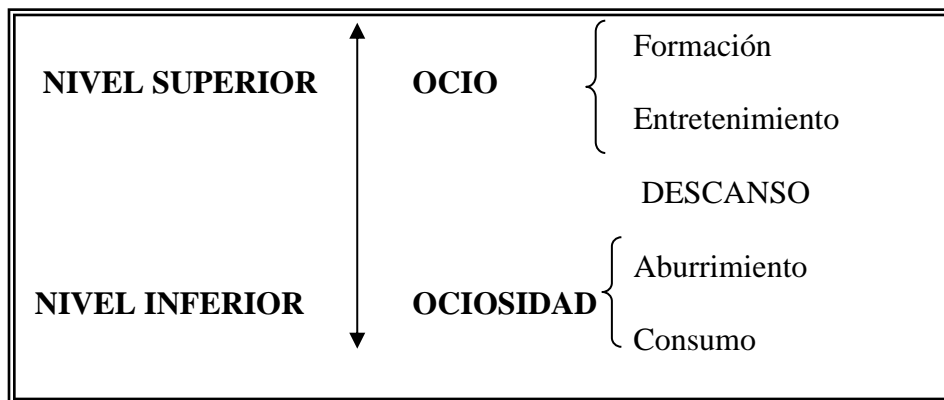 Formación
NIVEL SUPERIOR OCIO
Entretenimiento
DESCANSO
Aburrimiento
NIVEL INFERIOR OCIOSIDAD
Consumo